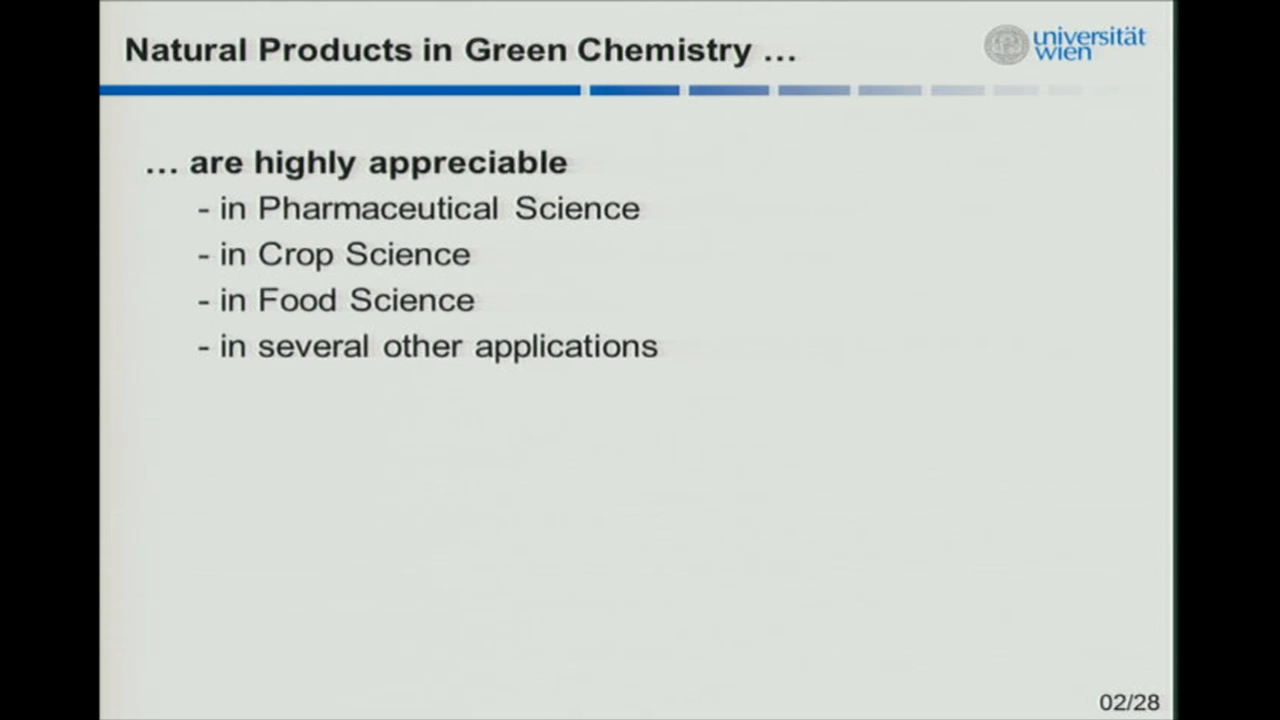 Natural Products in Green Chemistry …
universität
wien
… are highly appreciable
- in Pharmaceutical Science
- in Crop Science
- in Food Science
- in several other applications
02/28